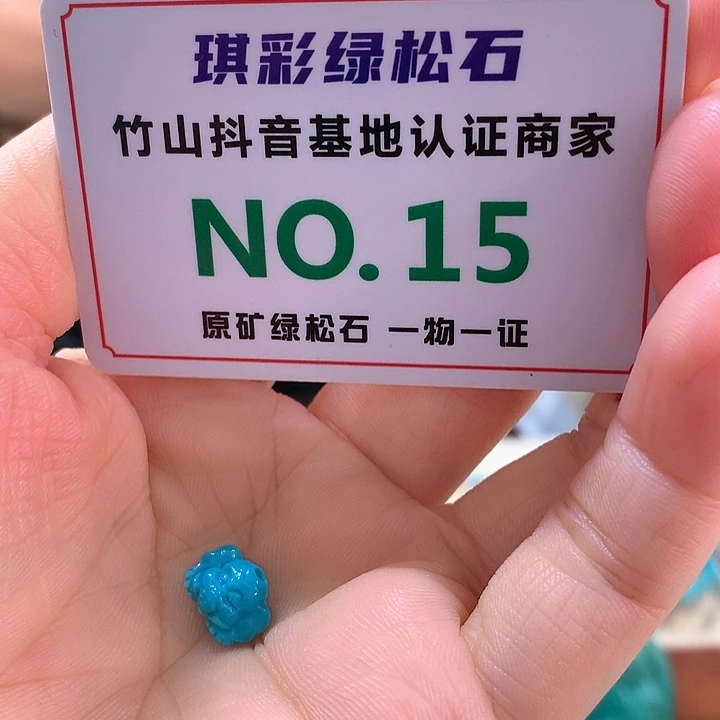 琪彩绿松石
竹山抖音基地认证商家
NO.15
原矿绿松石 一物一证